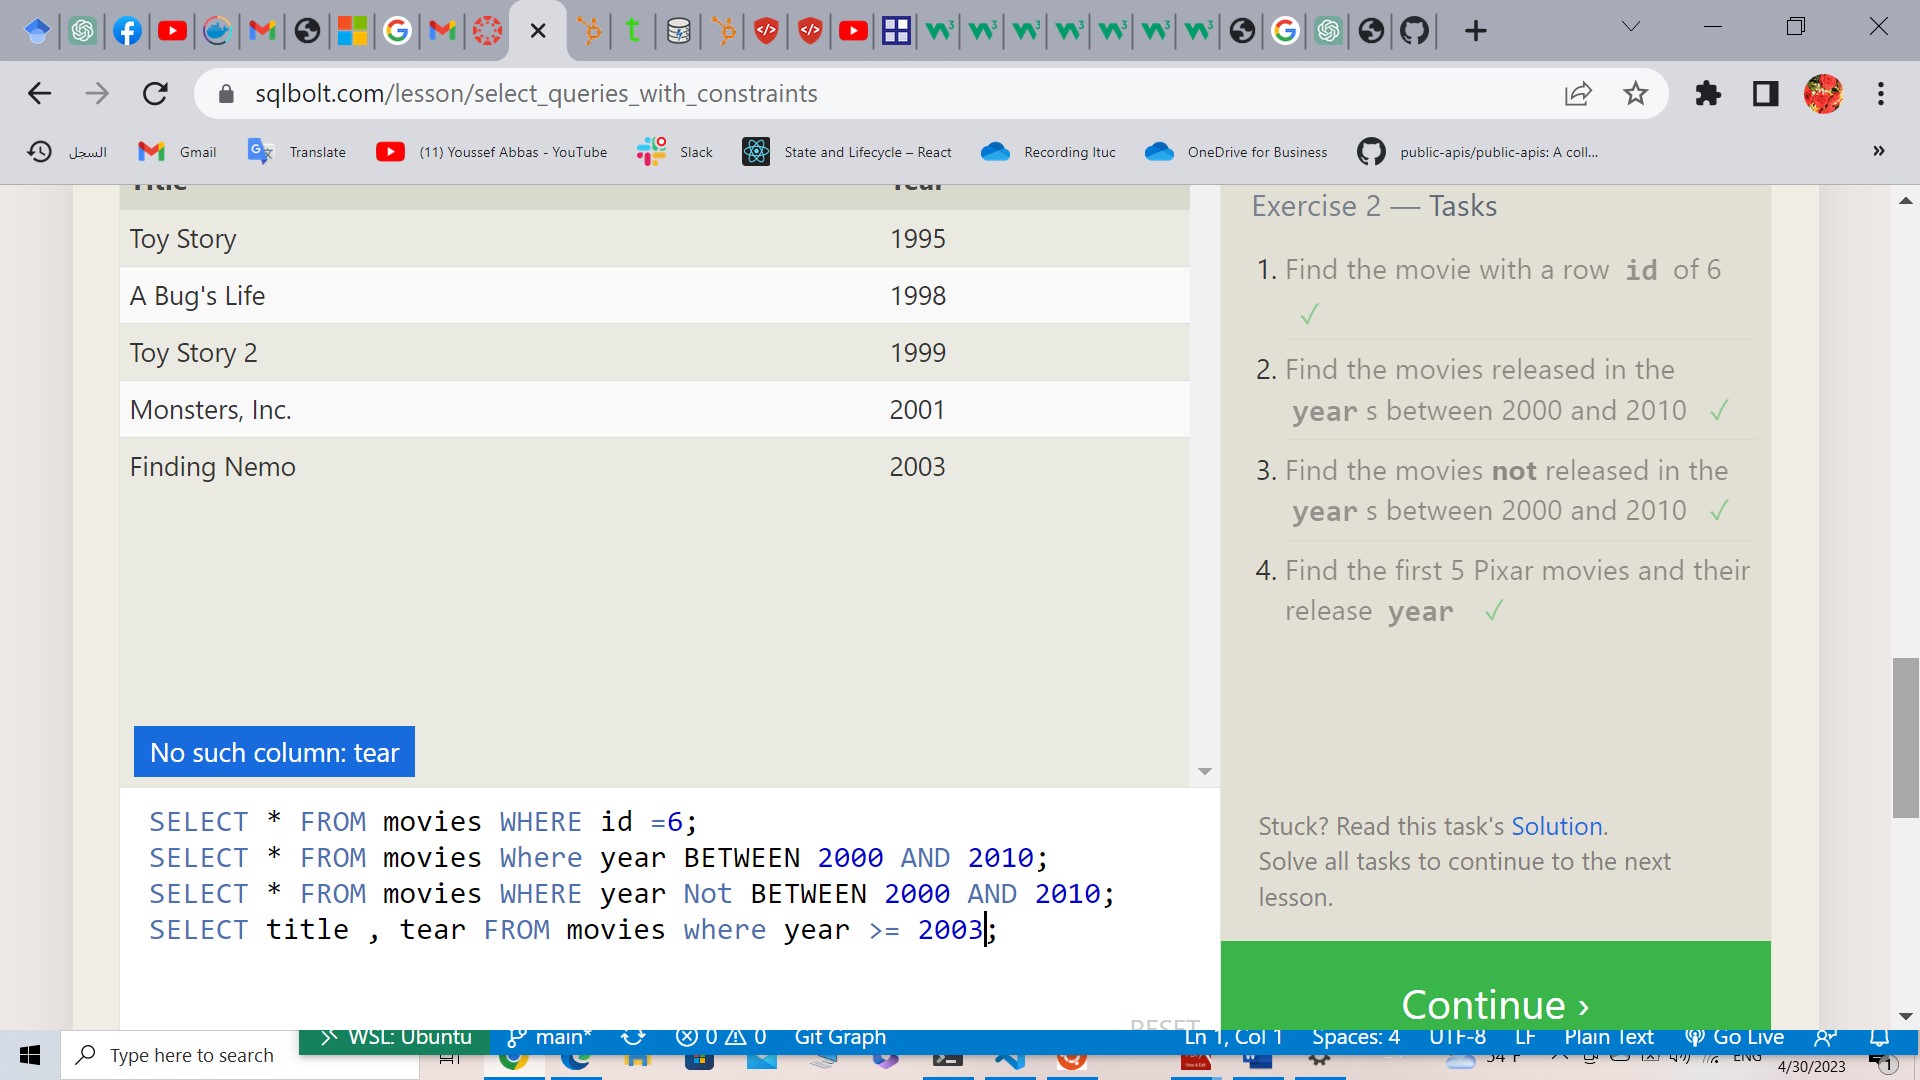 sqlbolt.com/lesson/select_queries_with_constraints
السجل
Gmail
Translate
(11) Youssef Abbas - YouTube
Slack
State and Lifecycle – React
Recording Ituc
OneDrive for Business
public-apis/public-apis: A coll...
»
Title Year
Toy Story 1995
A Bug's Life 1998
Toy Story 2 1999
Monsters, Inc. 2001
Finding Nemo 2003
No such column: tear
SELECT * FROM movies WHERE id =6;
SELECT * FROM movies Where year BETWEEN 2000 AND 2010;
SELECT * FROM movies WHERE year Not BETWEEN 2000 AND 2010;
SELECT title , tear FROM movies where year >= 2003;
RESET
Exercise 2 — Tasks
1. Find the movie with a row id of 6
✓
2. Find the movies released in the
year s between 2000 and 2010 ✓
3. Find the movies not released in the
year s between 2000 and 2010 ✓
4. Find the first 5 Pixar movies and their
release year ✓
Stuck? Read this task's Solution.
Solve all tasks to continue to the next
lesson.
Continue ›
WSL: Ubuntu
main*
0
0
Git Graph
Ln 1, Col 1
Spaces: 4
UTF-8
LF
Plain Text
Go Live
Type here to search
54°F
ENG
4/30/2023
1